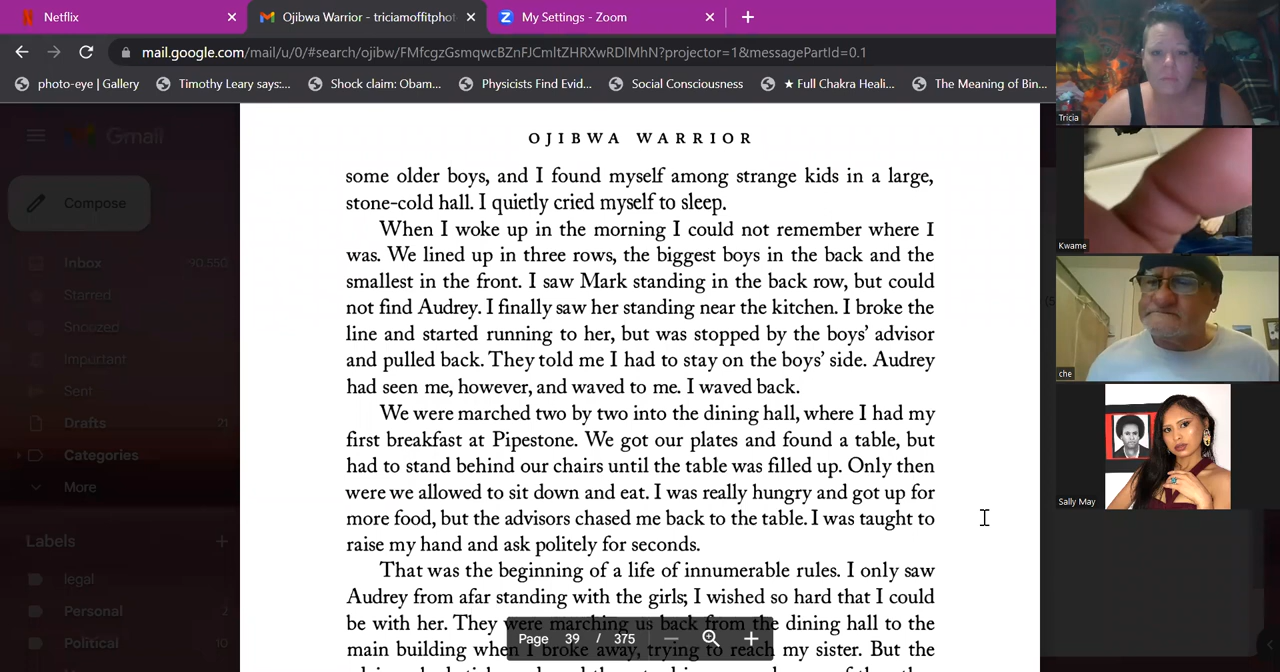 Netflix
Ojibwa Warrior - triciamoffitphot
My Settings - Zoom
mail.google.com/mail/u/0/#search/ojibw/FMfcgzGsmqwcBZnFJCmltZHRXwRDlMhN?projector=1&messagePartId=0.1
photo-eye | Gallery
Timothy Leary says:...
Shock claim: Obam...
Physicists Find Evid...
Social Consciousness
★ Full Chakra Heali...
The Meaning of Bin...
Gmail
Compose
Inbox 90,550
Starred
Snoozed
Important
Sent
Drafts 21
Categories
More
Labels
legal
Personal 2
Political 10
OJIBWA WARRIOR
some older boys, and I found myself among strange kids in a large,
stone-cold hall. I quietly cried myself to sleep.
When I woke up in the morning I could not remember where I
was. We lined up in three rows, the biggest boys in the back and the
smallest in the front. I saw Mark standing in the back row, but could
not find Audrey. I finally saw her standing near the kitchen. I broke the
line and started running to her, but was stopped by the boys' advisor
and pulled back. They told me I had to stay on the boys' side. Audrey
had seen me, however, and waved to me. I waved back.
We were marched two by two into the dining hall, where I had my
first breakfast at Pipestone. We got our plates and found a table, but
had to stand behind our chairs until the table was filled up. Only then
were we allowed to sit down and eat. I was really hungry and got up for
more food, but the advisors chased me back to the table. I was taught to
raise my hand and ask politely for seconds.
That was the beginning of a life of innumerable rules. I only saw
Audrey from afar standing with the girls; I wished so hard that I could
be with her. They were marching us back from the dining hall to the
main building when I broke away, trying to reach my sister. But the
Page 39 / 375
Tricia
Kwame
che
Sally May